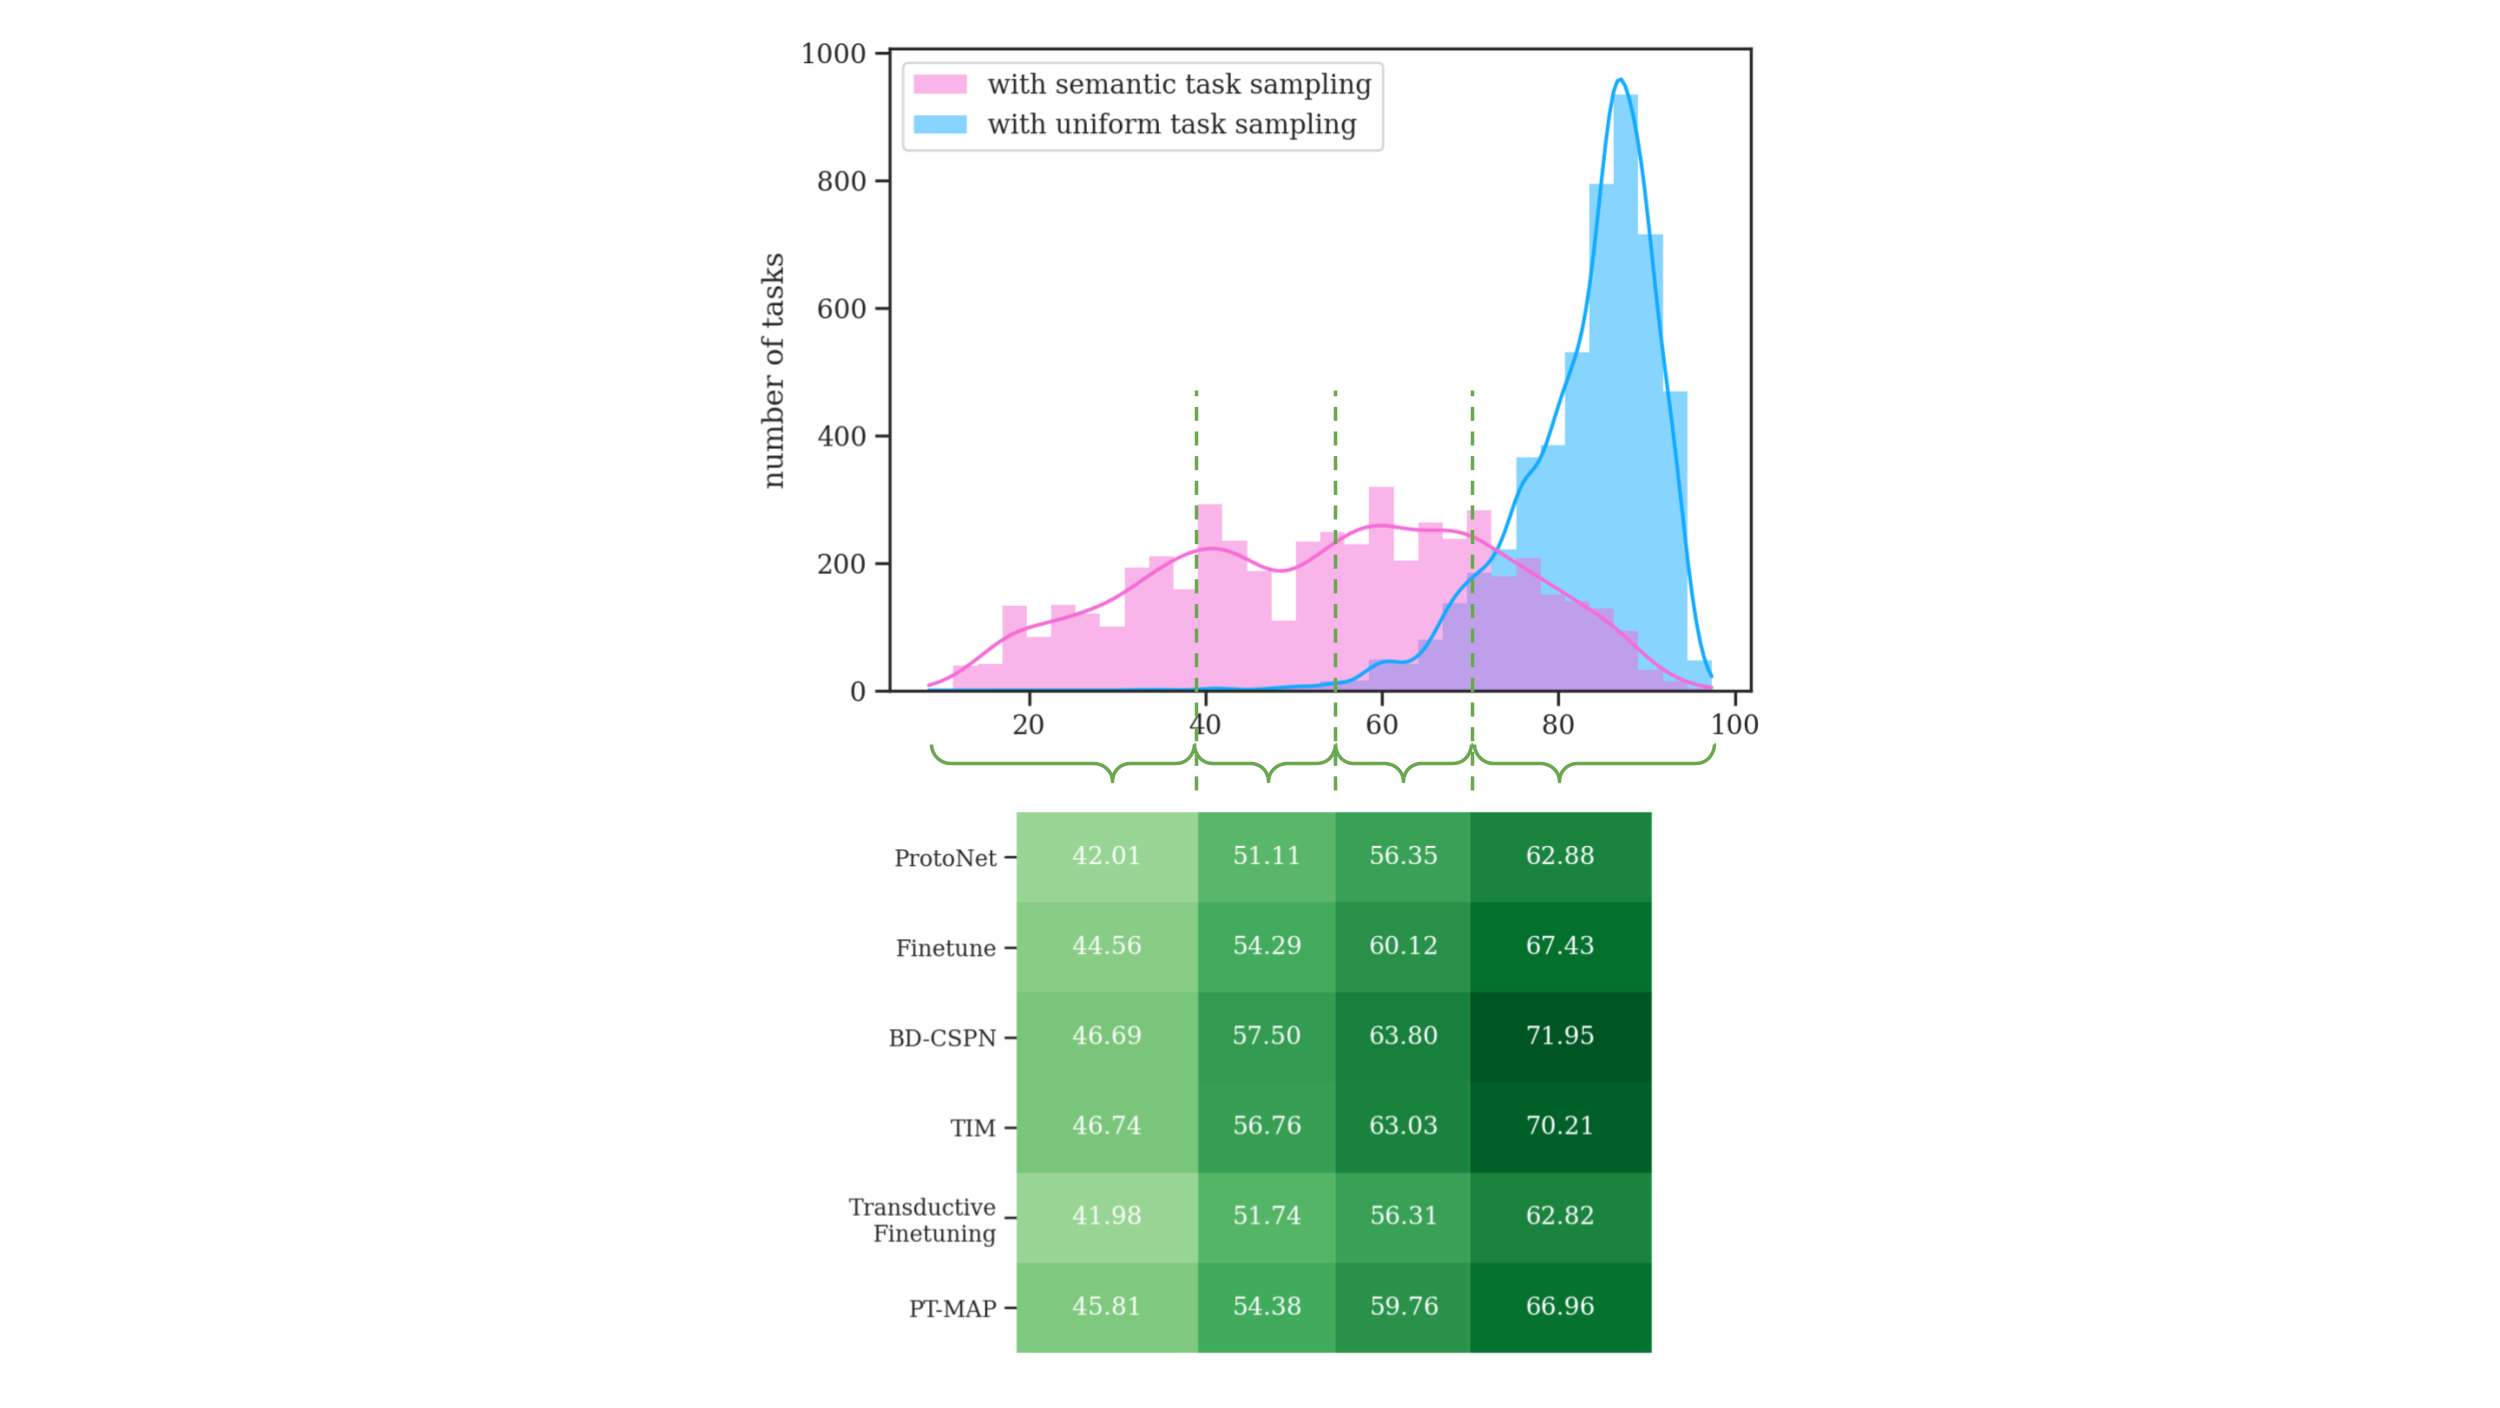 1000
with semantic task sampling
with uniform task sampling
800
600
400
200
0
number of tasks
20 40 60 80 100
ProtoNet 42.01 51.11 56.35 62.88
Finetune 44.56 54.29 60.12 67.43
BD-CSPN 46.69 57.50 63.80 71.95
TIM 46.74 56.76 63.03 70.21
Transductive
Finetuning 41.98 51.74 56.31 62.82
PT-MAP 45.81 54.38 59.76 66.96